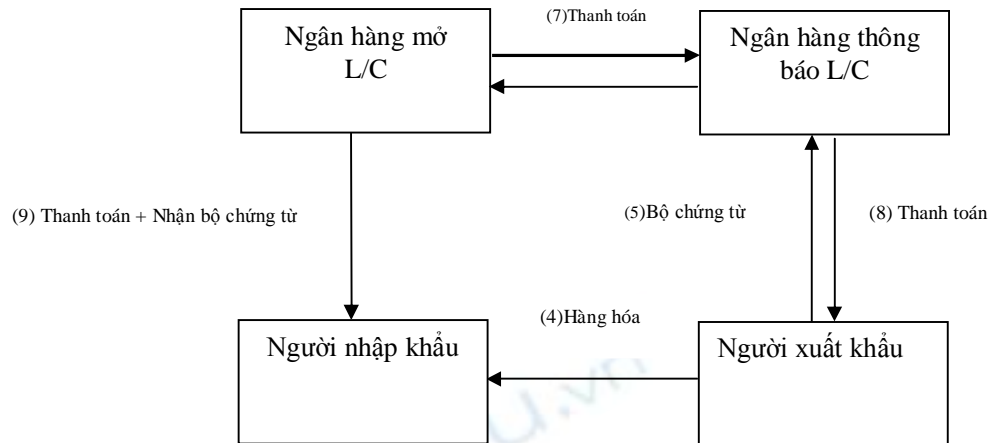 (7)Thanh toán
Ngân hàng mở
L/C
Ngân hàng thông
báo L/C
(9) Thanh toán + Nhận bộ chứng từ
(5)Bộ chứng từ
(8) Thanh toán
(4)Hàng hóa
Người nhập khẩu
Người xuất khẩu
u.vn